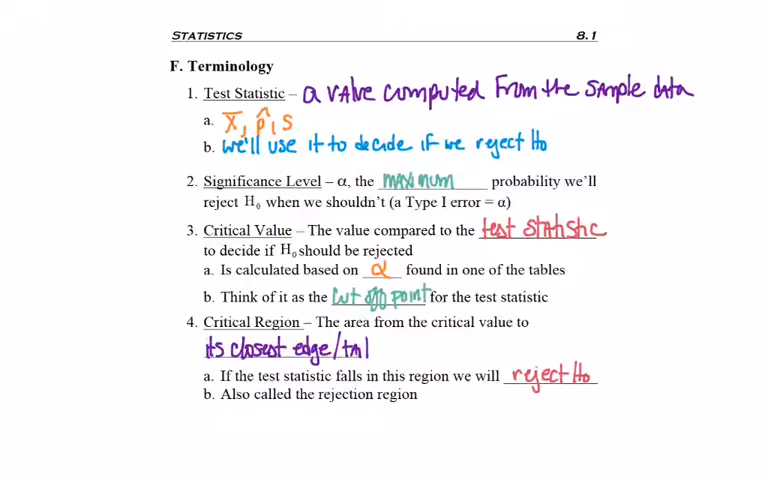 STATISTICS 8.1
F. Terminology
1. Test Statistic – a value computed from the sample data
a. x̅, p̂, s
b. we'll use it to decide if we reject H₀
2. Significance Level – α, the maximum probability we'll
reject H₀ when we shouldn't (a Type I error = α)
3. Critical Value – The value compared to the test statistic
to decide if H₀ should be rejected
a. Is calculated based on α found in one of the tables
b. Think of it as the cut off point for the test statistic
4. Critical Region – The area from the critical value to
its closest edge/tail
a. If the test statistic falls in this region we will reject H₀
b. Also called the rejection region